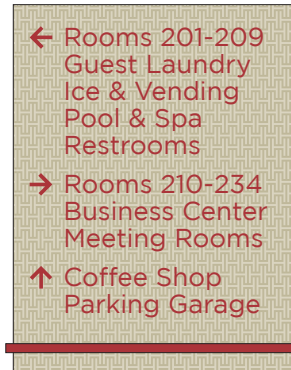 ← Rooms 201-209
Guest Laundry
Ice & Vending
Pool & Spa
Restrooms
→ Rooms 210-234
Business Center
Meeting Rooms
↑ Coffee Shop
Parking Garage